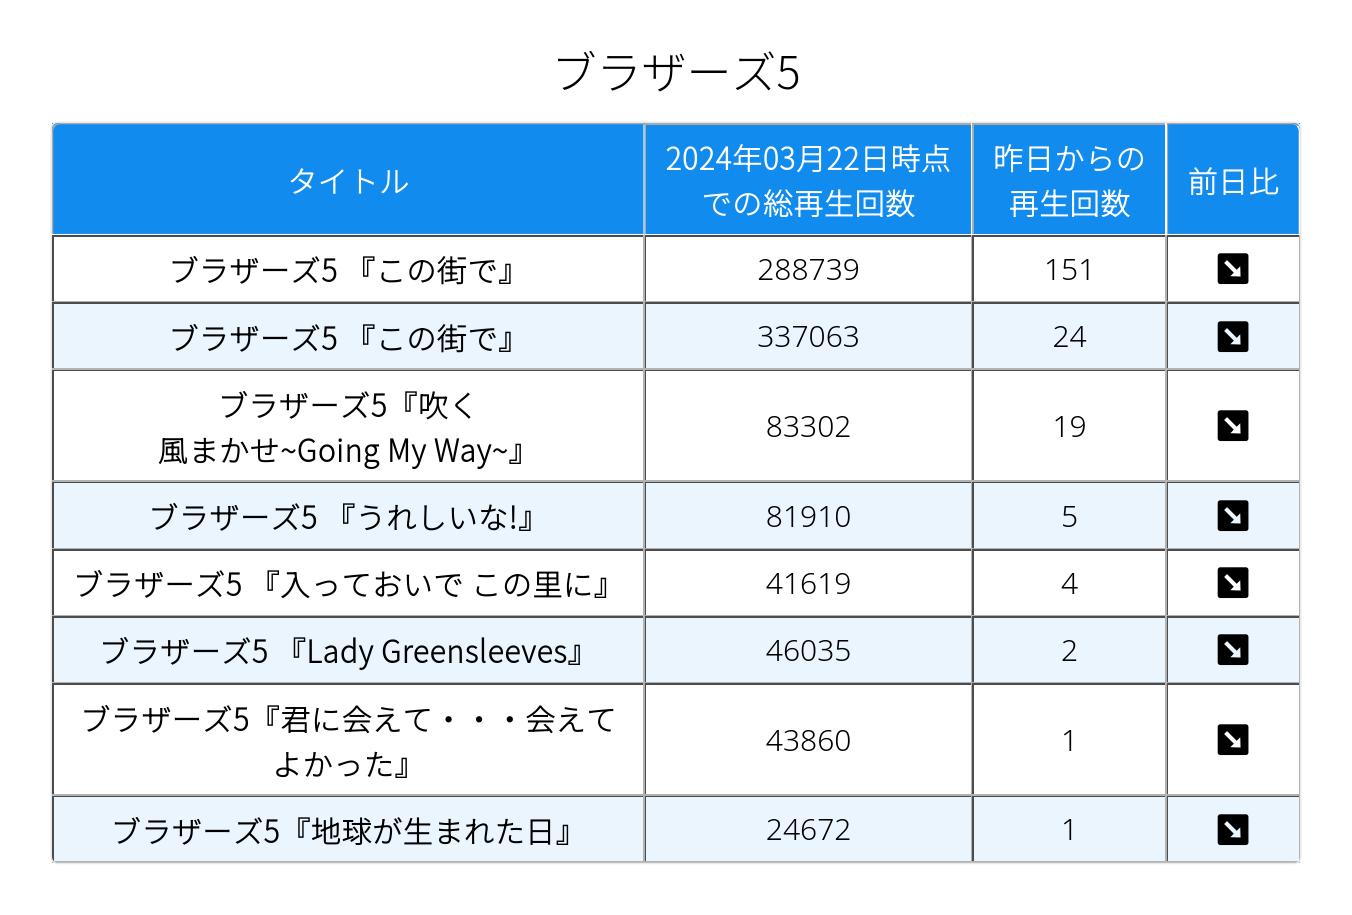 ブラザーズ5
タイトル
2024年03月22日時点
での総再生回数
昨日からの
再生回数
前日比
ブラザーズ5 『この街で』
288739
151
ブラザーズ5 『この街で』
337063
24
ブラザーズ5『吹く
風まかせ~Going My Way~』
83302
19
ブラザーズ5 『うれしいな!』
81910
5
ブラザーズ5 『入っておいで この里に』
41619
4
ブラザーズ5 『Lady Greensleeves』
46035
2
ブラザーズ5『君に会えて・・・会えて
よかった』
43860
1
ブラザーズ5『地球が生まれた日』
24672
1